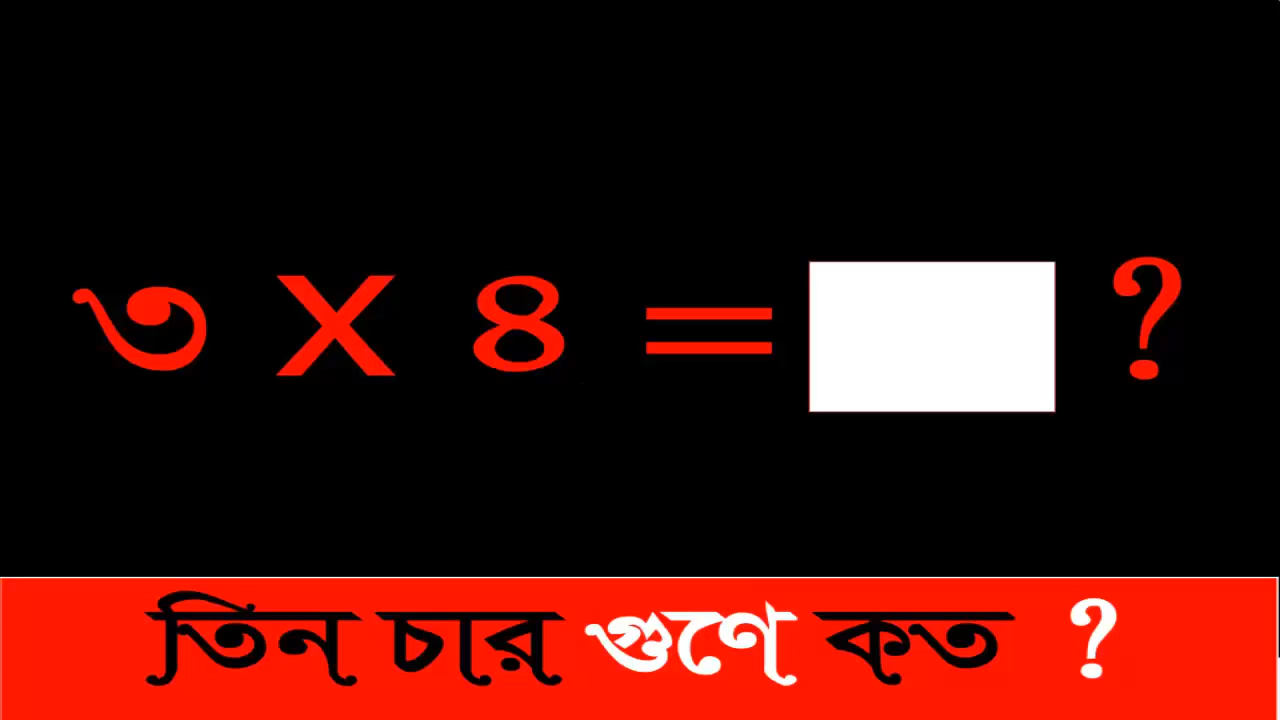 ৩ X ৪ = ?
তিন চার গুণে কত ?